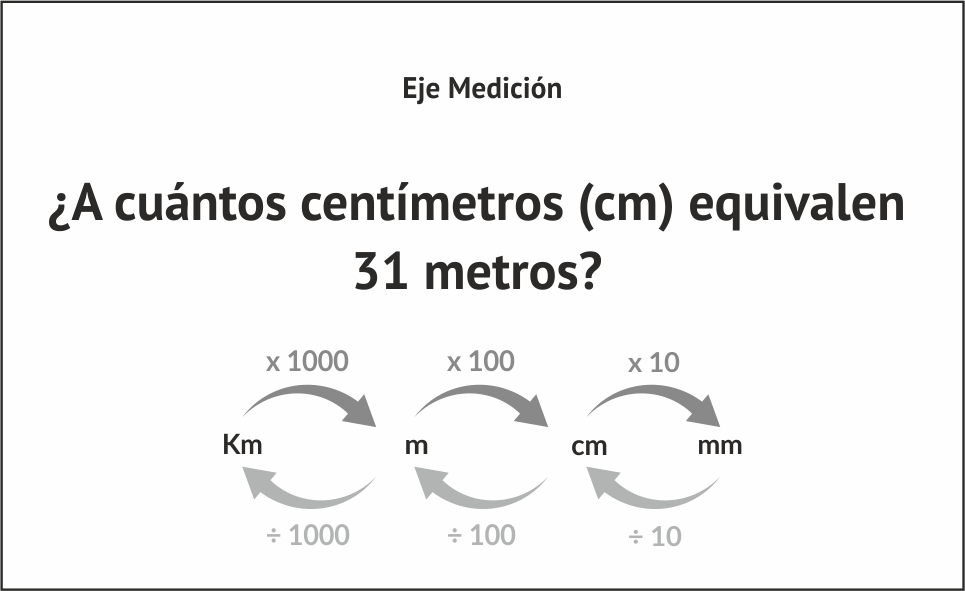 Eje Medición
¿A cuántos centímetros (cm) equivalen
31 metros?
x 1000 x 100 x 10
Km m cm mm
÷ 1000 ÷ 100 ÷ 10